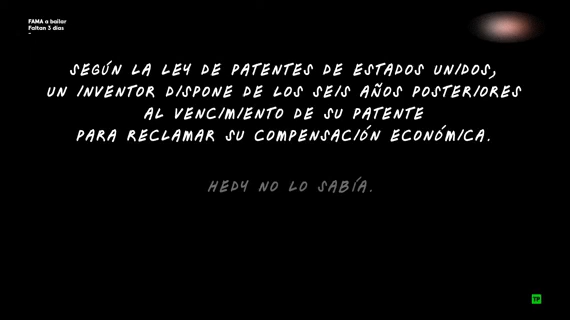 FAMA a bailar
Faltan 3 días
SEGÚN LA LEY DE PATENTES DE ESTADOS UNIDOS,
UN INVENTOR DISPONE DE LOS SEIS AÑOS POSTERIORES
AL VENCIMIENTO DE SU PATENTE
PARA RECLAMAR SU COMPENSACIÓN ECONÓMICA.
HEDY NO LO SABÍA.
TP